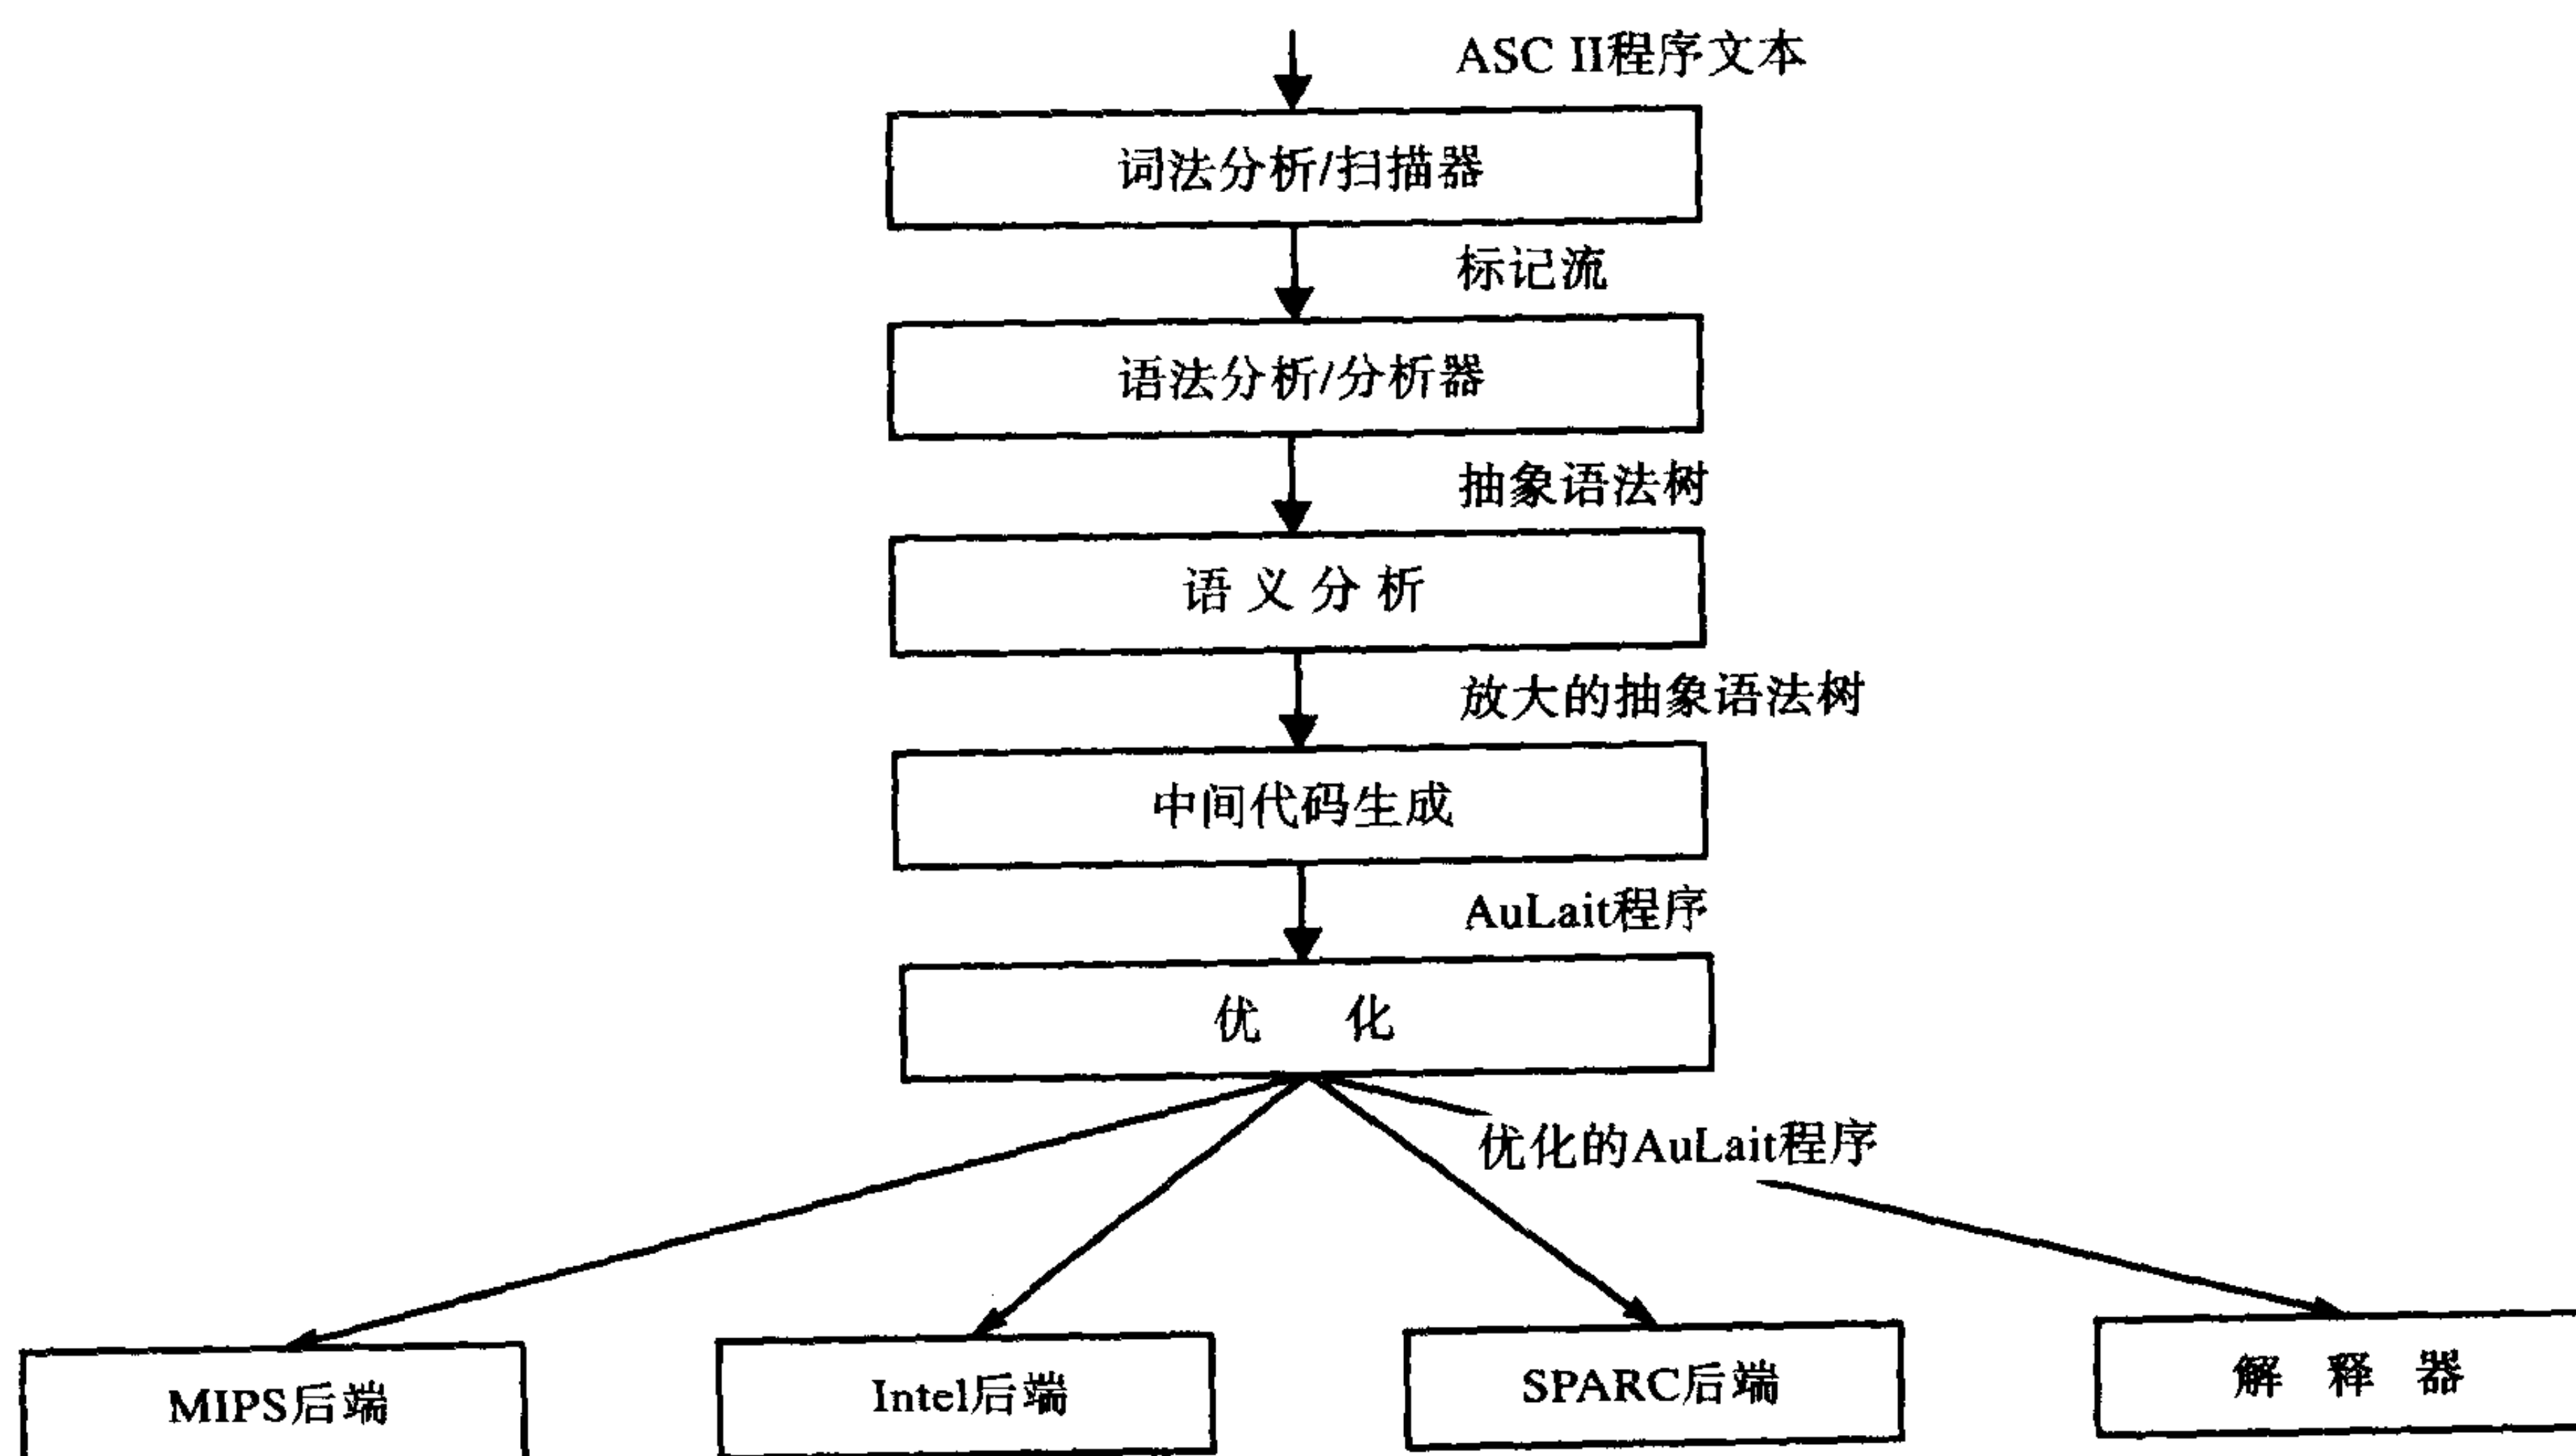 ASC II程序文本
词法分析/扫描器
标记流
语法分析/分析器
抽象语法树
语义分析
放大的抽象语法树
中间代码生成
AuLait程序
优 化
优化的AuLait程序
MIPS后端
Intel后端
SPARC后端
解 释 器